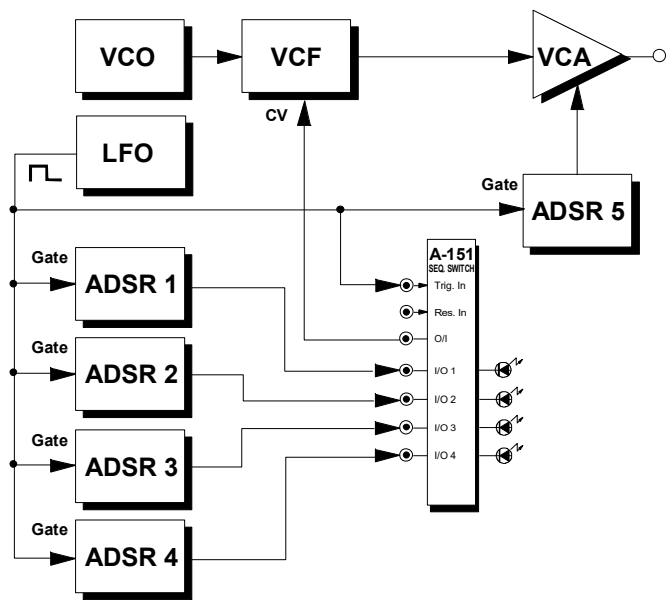 VCO
VCF
VCA
CV
LFO
Gate
ADSR 5
A-151
SEQ. SWITCH
Gate
ADSR 1
Trig. In
Res. In
O/I
Gate
ADSR 2
I/O 1
I/O 2
Gate
ADSR 3
I/O 3
I/O 4
Gate
ADSR 4